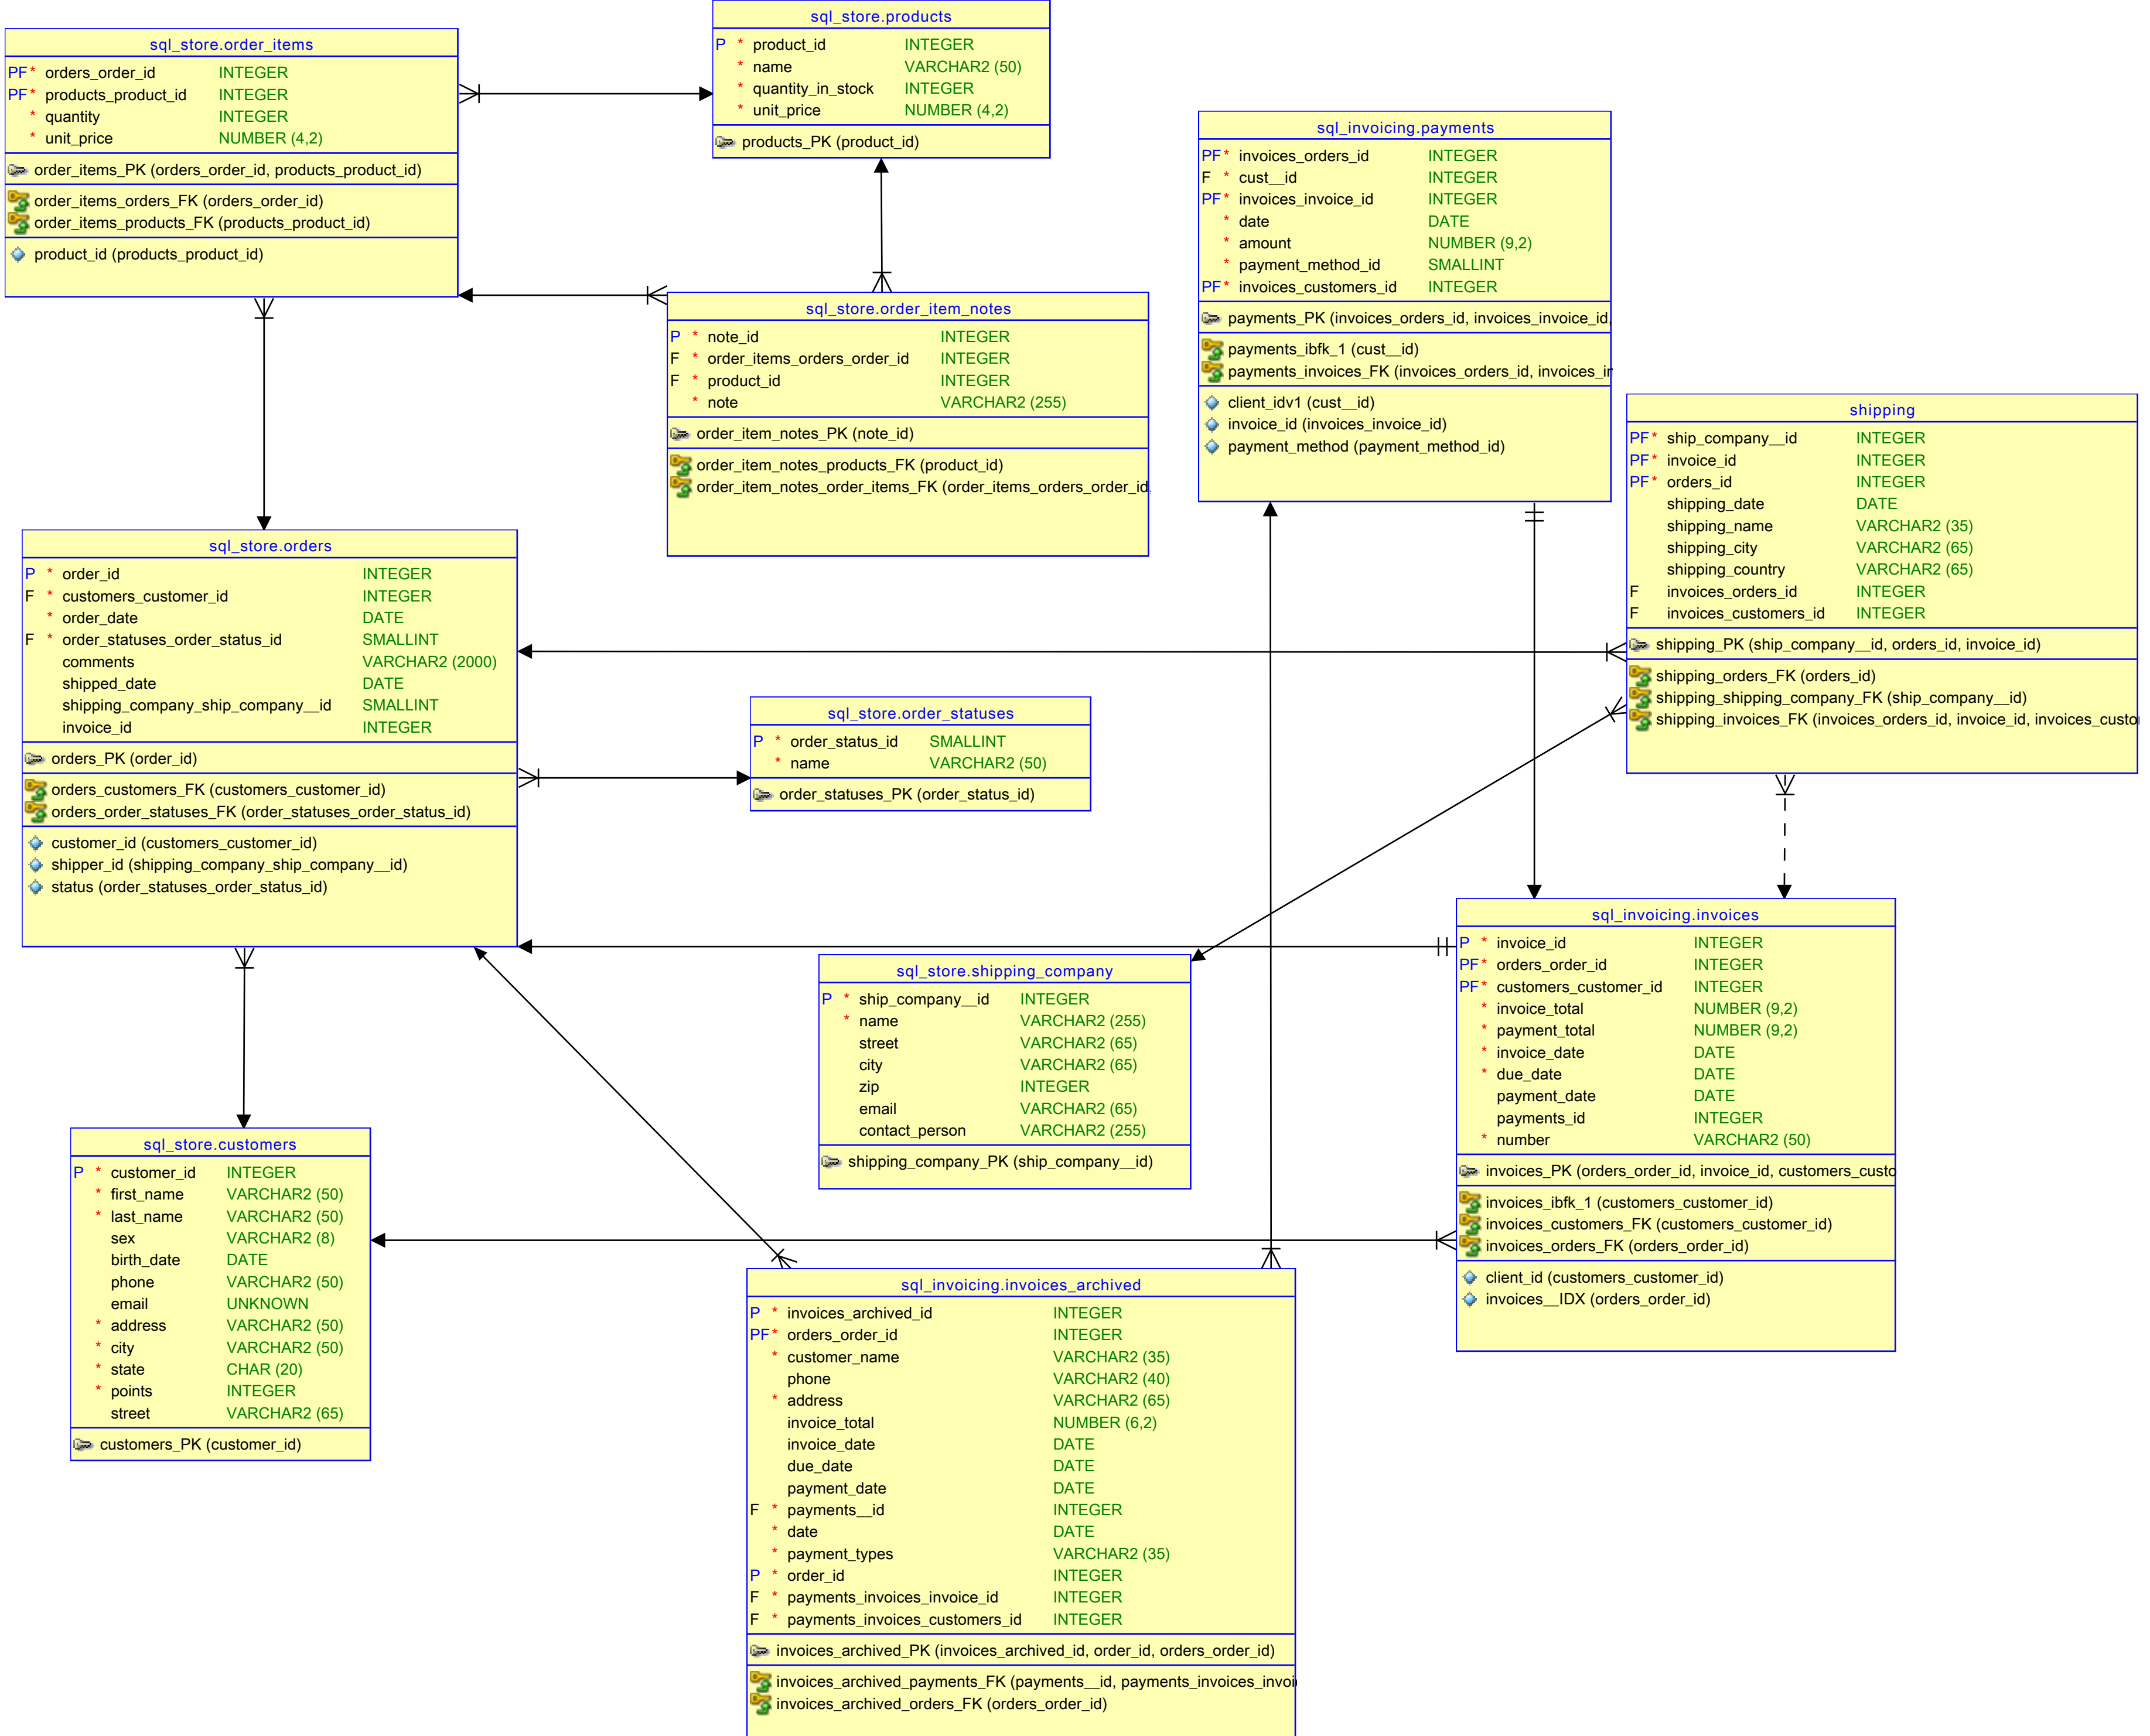 sql_store.order_items
PF * orders_order_id INTEGER
PF * products_product_id INTEGER
* quantity INTEGER
* unit_price NUMBER (4,2)
order_items_PK (orders_order_id, products_product_id)
order_items_orders_FK (orders_order_id)
order_items_products_FK (products_product_id)
product_id (products_product_id)
sql_store.products
P * product_id INTEGER
* name VARCHAR2 (50)
* quantity_in_stock INTEGER
* unit_price NUMBER (4,2)
products_PK (product_id)
sql_invoicing.payments
PF * invoices_orders_id INTEGER
F * cust__id INTEGER
PF * invoices_invoice_id INTEGER
* date DATE
* amount NUMBER (9,2)
* payment_method_id SMALLINT
PF * invoices_customers_id INTEGER
payments_PK (invoices_orders_id, invoices_invoice_id,
payments_ibfk_1 (cust__id)
payments_invoices_FK (invoices_orders_id, invoices_in
client_idv1 (cust__id)
invoice_id (invoices_invoice_id)
payment_method (payment_method_id)
sql_store.order_item_notes
P * note_id INTEGER
F * order_items_orders_order_id INTEGER
F * product_id INTEGER
* note VARCHAR2 (255)
order_item_notes_PK (note_id)
order_item_notes_products_FK (product_id)
order_item_notes_order_items_FK (order_items_orders_order_id
shipping
PF * ship_company__id INTEGER
PF * invoice_id INTEGER
PF * orders_id INTEGER
shipping_date DATE
shipping_name VARCHAR2 (35)
shipping_city VARCHAR2 (65)
shipping_country VARCHAR2 (65)
F invoices_orders_id INTEGER
F invoices_customers_id INTEGER
shipping_PK (ship_company__id, orders_id, invoice_id)
shipping_orders_FK (orders_id)
shipping_shipping_company_FK (ship_company__id)
shipping_invoices_FK (invoices_orders_id, invoice_id, invoices_custo
sql_store.orders
P * order_id INTEGER
F * customers_customer_id INTEGER
* order_date DATE
F * order_statuses_order_status_id SMALLINT
comments VARCHAR2 (2000)
shipped_date DATE
shipping_company_ship_company__id SMALLINT
invoice_id INTEGER
orders_PK (order_id)
orders_customers_FK (customers_customer_id)
orders_order_statuses_FK (order_statuses_order_status_id)
customer_id (customers_customer_id)
shipper_id (shipping_company_ship_company__id)
status (order_statuses_order_status_id)
sql_store.order_statuses
P * order_status_id SMALLINT
* name VARCHAR2 (50)
order_statuses_PK (order_status_id)
sql_store.shipping_company
P * ship_company__id INTEGER
* name VARCHAR2 (255)
street VARCHAR2 (65)
city VARCHAR2 (65)
zip INTEGER
email VARCHAR2 (65)
contact_person VARCHAR2 (255)
shipping_company_PK (ship_company__id)
sql_invoicing.invoices
P * invoice_id INTEGER
PF * orders_order_id INTEGER
PF * customers_customer_id INTEGER
* invoice_total NUMBER (9,2)
* payment_total NUMBER (9,2)
* invoice_date DATE
* due_date DATE
payment_date DATE
payments_id INTEGER
* number VARCHAR2 (50)
invoices_PK (orders_order_id, invoice_id, customers_custo
invoices_ibfk_1 (customers_customer_id)
invoices_customers_FK (customers_customer_id)
invoices_orders_FK (orders_order_id)
client_id (customers_customer_id)
invoices__IDX (orders_order_id)
sql_store.customers
P * customer_id INTEGER
* first_name VARCHAR2 (50)
* last_name VARCHAR2 (50)
sex VARCHAR2 (8)
birth_date DATE
phone VARCHAR2 (50)
email UNKNOWN
* address VARCHAR2 (50)
* city VARCHAR2 (50)
* state CHAR (20)
* points INTEGER
street VARCHAR2 (65)
customers_PK (customer_id)
sql_invoicing.invoices_archived
P * invoices_archived_id INTEGER
PF * orders_order_id INTEGER
* customer_name VARCHAR2 (35)
phone VARCHAR2 (40)
* address VARCHAR2 (65)
invoice_total NUMBER (6,2)
invoice_date DATE
due_date DATE
payment_date DATE
F * payments__id INTEGER
* date DATE
* payment_types VARCHAR2 (35)
P * order_id INTEGER
F * payments_invoices_invoice_id INTEGER
F * payments_invoices_customers_id INTEGER
invoices_archived_PK (invoices_archived_id, order_id, orders_order_id)
invoices_archived_payments_FK (payments__id, payments_invoices_invoi
invoices_archived_orders_FK (orders_order_id)